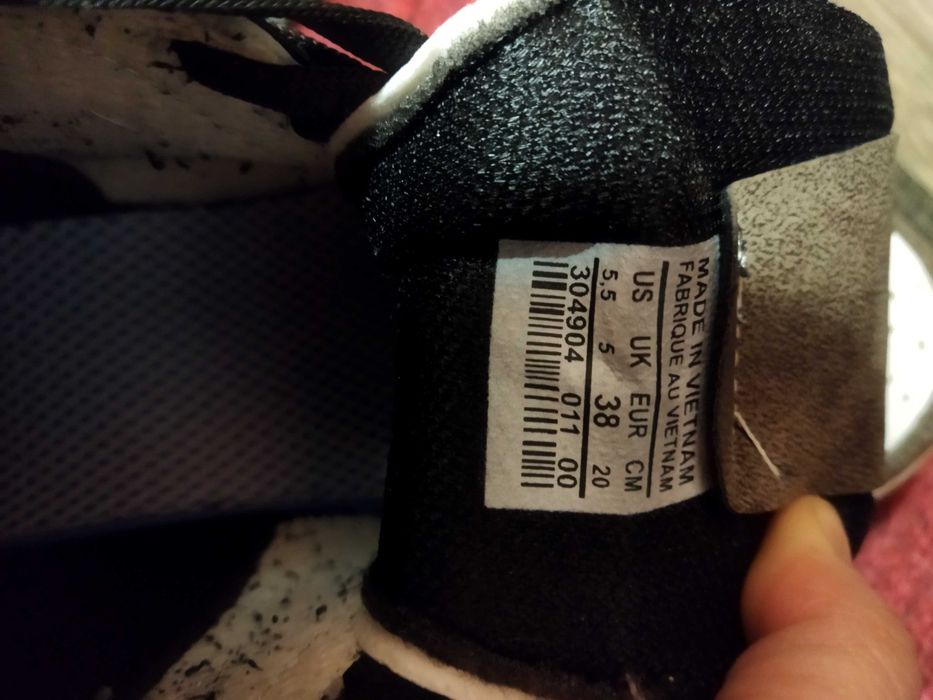 MADE IN VIETNAM
FABRIQUE AU VIETNAM
US UK EUR CM
5,5 5 38 20
304904 011 00